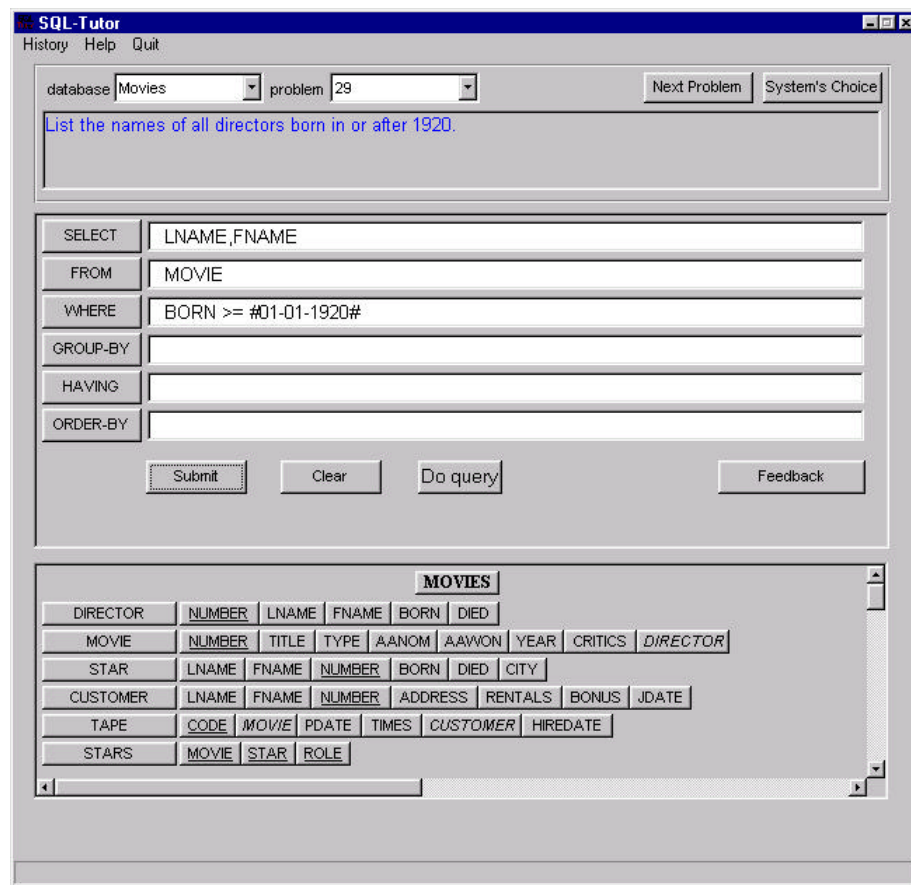 SQL-Tutor
History Help Quit
database Movies problem 29 Next Problem System's Choice
List the names of all directors born in or after 1920.
SELECT LNAME,FNAME
FROM MOVIE
WHERE BORN >= #01-01-1920#
GROUP-BY
HAVING
ORDER-BY
Submit Clear Do query Feedback
MOVIES
DIRECTOR NUMBER LNAME FNAME BORN DIED
MOVIE NUMBER TITLE TYPE AANOM AAWON YEAR CRITICS DIRECTOR
STAR LNAME FNAME NUMBER BORN DIED CITY
CUSTOMER LNAME FNAME NUMBER ADDRESS RENTALS BONUS JDATE
TAPE CODE MOVIE PDATE TIMES CUSTOMER HIREDATE
STARS MOVIE STAR ROLE